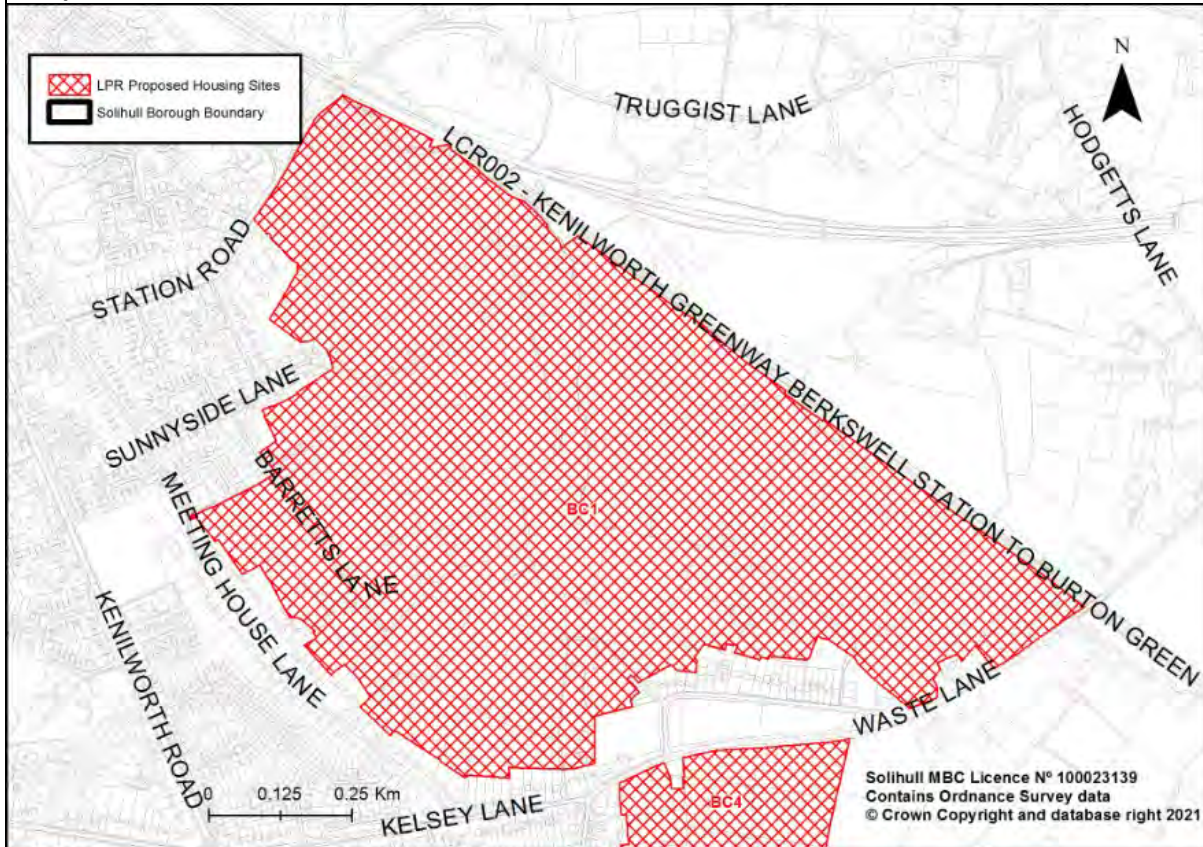 LPR Proposed Housing Sites
Solihull Borough Boundary
N
TRUGGIST LANE
HODGETTS LANE
LCR002 - KENILWORTH GREENWAY BERKSWELL STATION TO BURTON GREEN
STATION ROAD
SUNNYSIDE LANE
BARRETTS LANE
MEETING HOUSE LANE
BC1
KENILWORTH ROAD
WASTE LANE
0 0.125 0.25 Km
KELSEY LANE
BC4
Solihull MBC Licence Nº 100023139
Contains Ordnance Survey data
© Crown Copyright and database right 2021